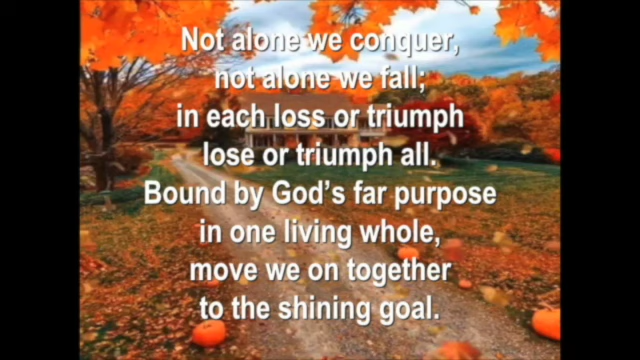 Not alone we conquer,
not alone we fall;
in each loss or triumph
lose or triumph all.
Bound by God's far purpose
in one living whole,
move we on together
to the shining goal.